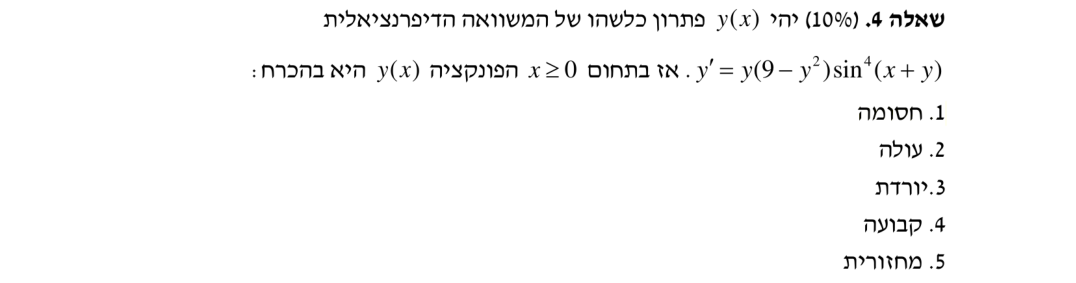 שאלה 4. (10%) יהי y(x) פתרון כלשהו של המשוואה הדיפרנציאלית
y′ = y(9 − y²)sin⁴(x + y) . אז בתחום x ≥ 0 הפונקציה y(x) היא בהכרח :
1. חסומה
2. עולה
3.יורדת
4. קבועה
5. מחזורית